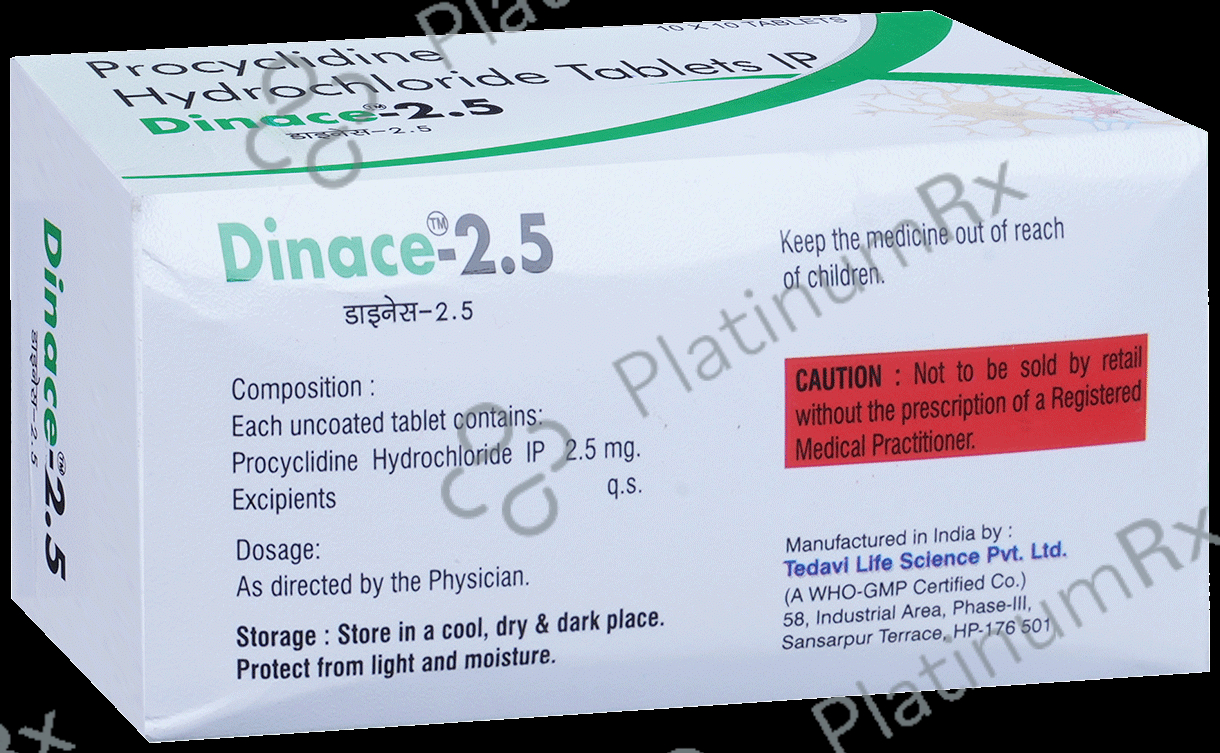 10 X 10 TABLETS
Procyclidine
Hydrochloride Tablets IP
Dinace™-2.5
डाइनेस-2.5
Dinace™-2.5
डाइनेस-2.5
Dinace™-2.5
डाइनेस-2.5
Composition :
Each uncoated tablet contains:
Procyclidine Hydrochloride IP 2.5 mg.
Excipients q.s.
Dosage:
As directed by the Physician.
Storage : Store in a cool, dry & dark place.
Protect from light and moisture.
Keep the medicine out of reach
of children.
CAUTION : Not to be sold by retail
without the prescription of a Registered
Medical Practitioner.
Manufactured in India by :
Tedavi Life Science Pvt. Ltd.
(A WHO-GMP Certified Co.)
58, Industrial Area, Phase-III,
Sansarpur Terrace, HP-176 501
PlatinumRx
PlatinumRx
PlatinumRx